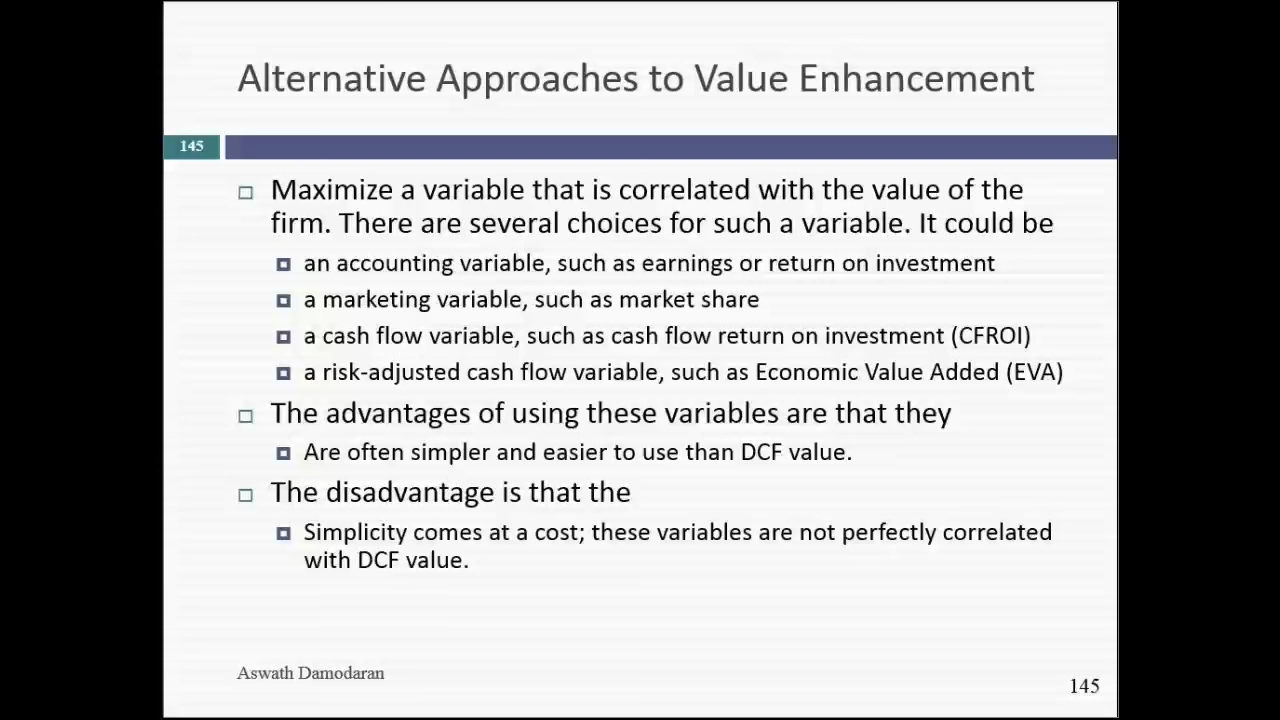 Alternative Approaches to Value Enhancement
145
Maximize a variable that is correlated with the value of the
firm. There are several choices for such a variable. It could be
an accounting variable, such as earnings or return on investment
a marketing variable, such as market share
a cash flow variable, such as cash flow return on investment (CFROI)
a risk-adjusted cash flow variable, such as Economic Value Added (EVA)
The advantages of using these variables are that they
Are often simpler and easier to use than DCF value.
The disadvantage is that the
Simplicity comes at a cost; these variables are not perfectly correlated
with DCF value.
Aswath Damodaran
145